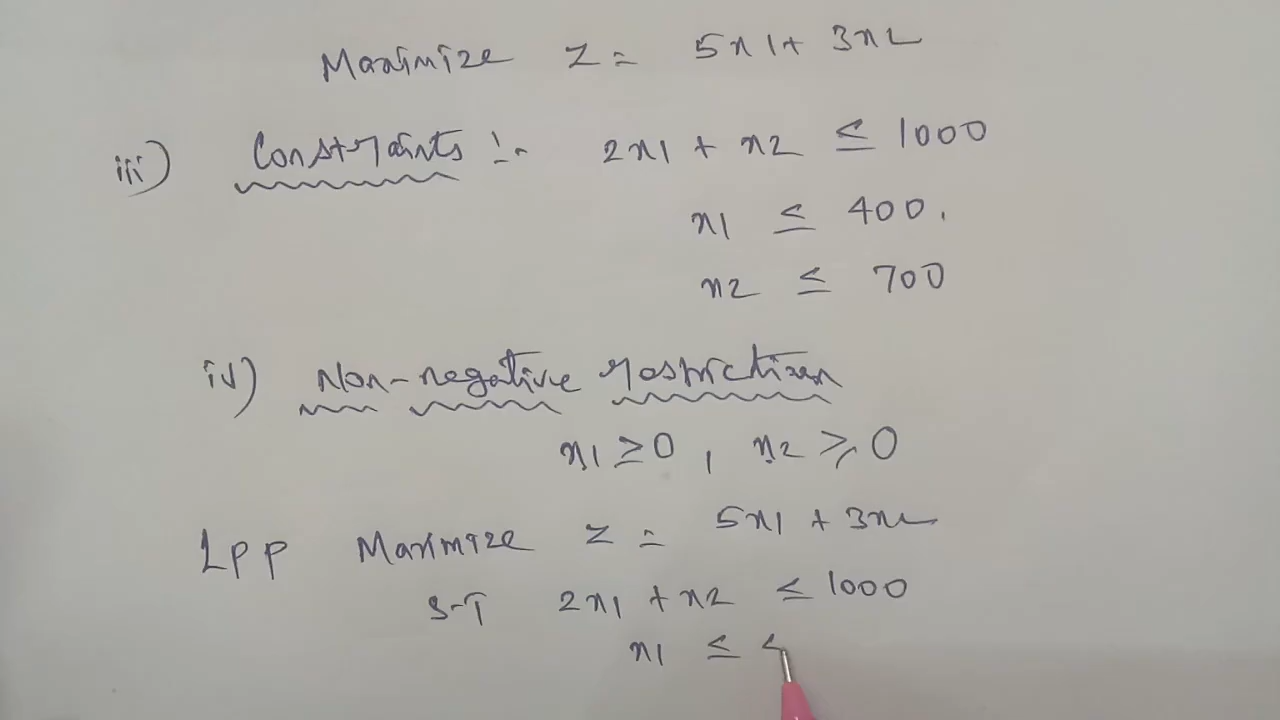 Maximize Z = 5x1 + 3x2
iii) Constraints :- 2x1 + x2 ≤ 1000
x1 ≤ 400.
x2 ≤ 700
iv) Non-negative restriction
x1 ≥ 0 , x2 ≥ 0
Lpp Maximize Z = 5x1 + 3x2
S-T 2x1 + x2 ≤ 1000
x1 ≤